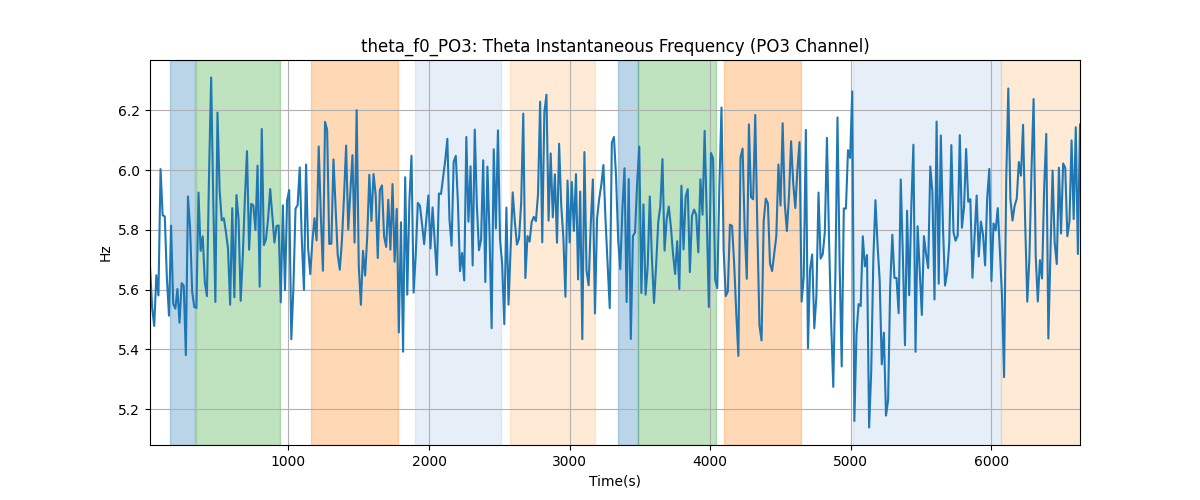 theta_f0_PO3: Theta Instantaneous Frequency (PO3 Channel)
Hz
6.2
6.0
5.8
5.6
5.4
5.2
1000 2000 3000 4000 5000 6000
Time(s)